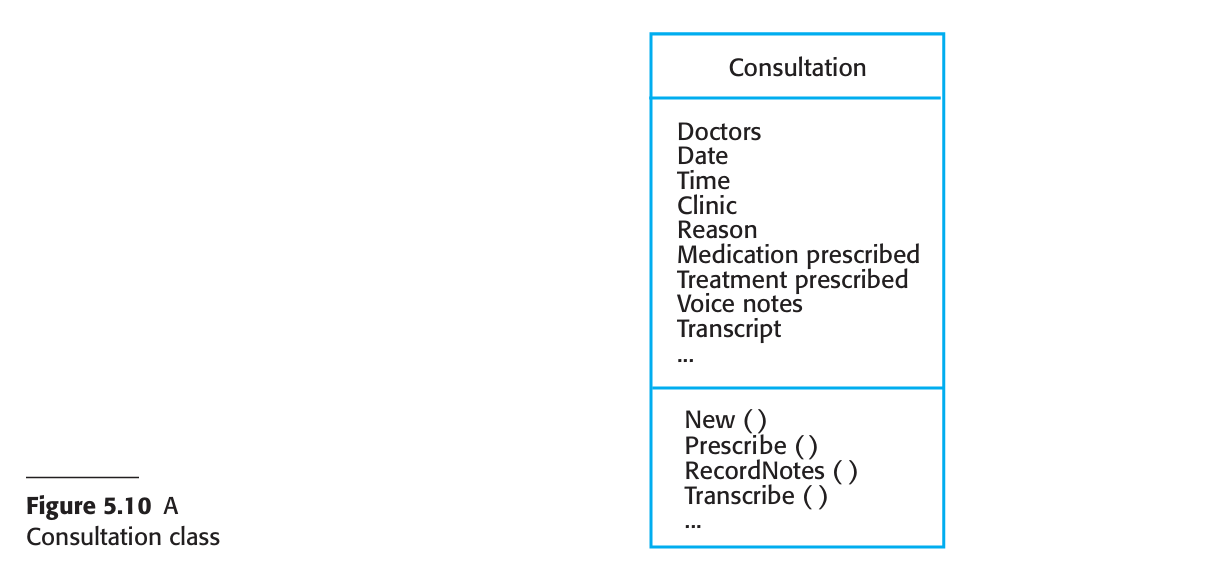 Consultation
Doctors
Date
Time
Clinic
Reason
Medication prescribed
Treatment prescribed
Voice notes
Transcript
...
New ( )
Prescribe ( )
RecordNotes ( )
Transcribe ( )
...
Figure 5.10 A
Consultation class